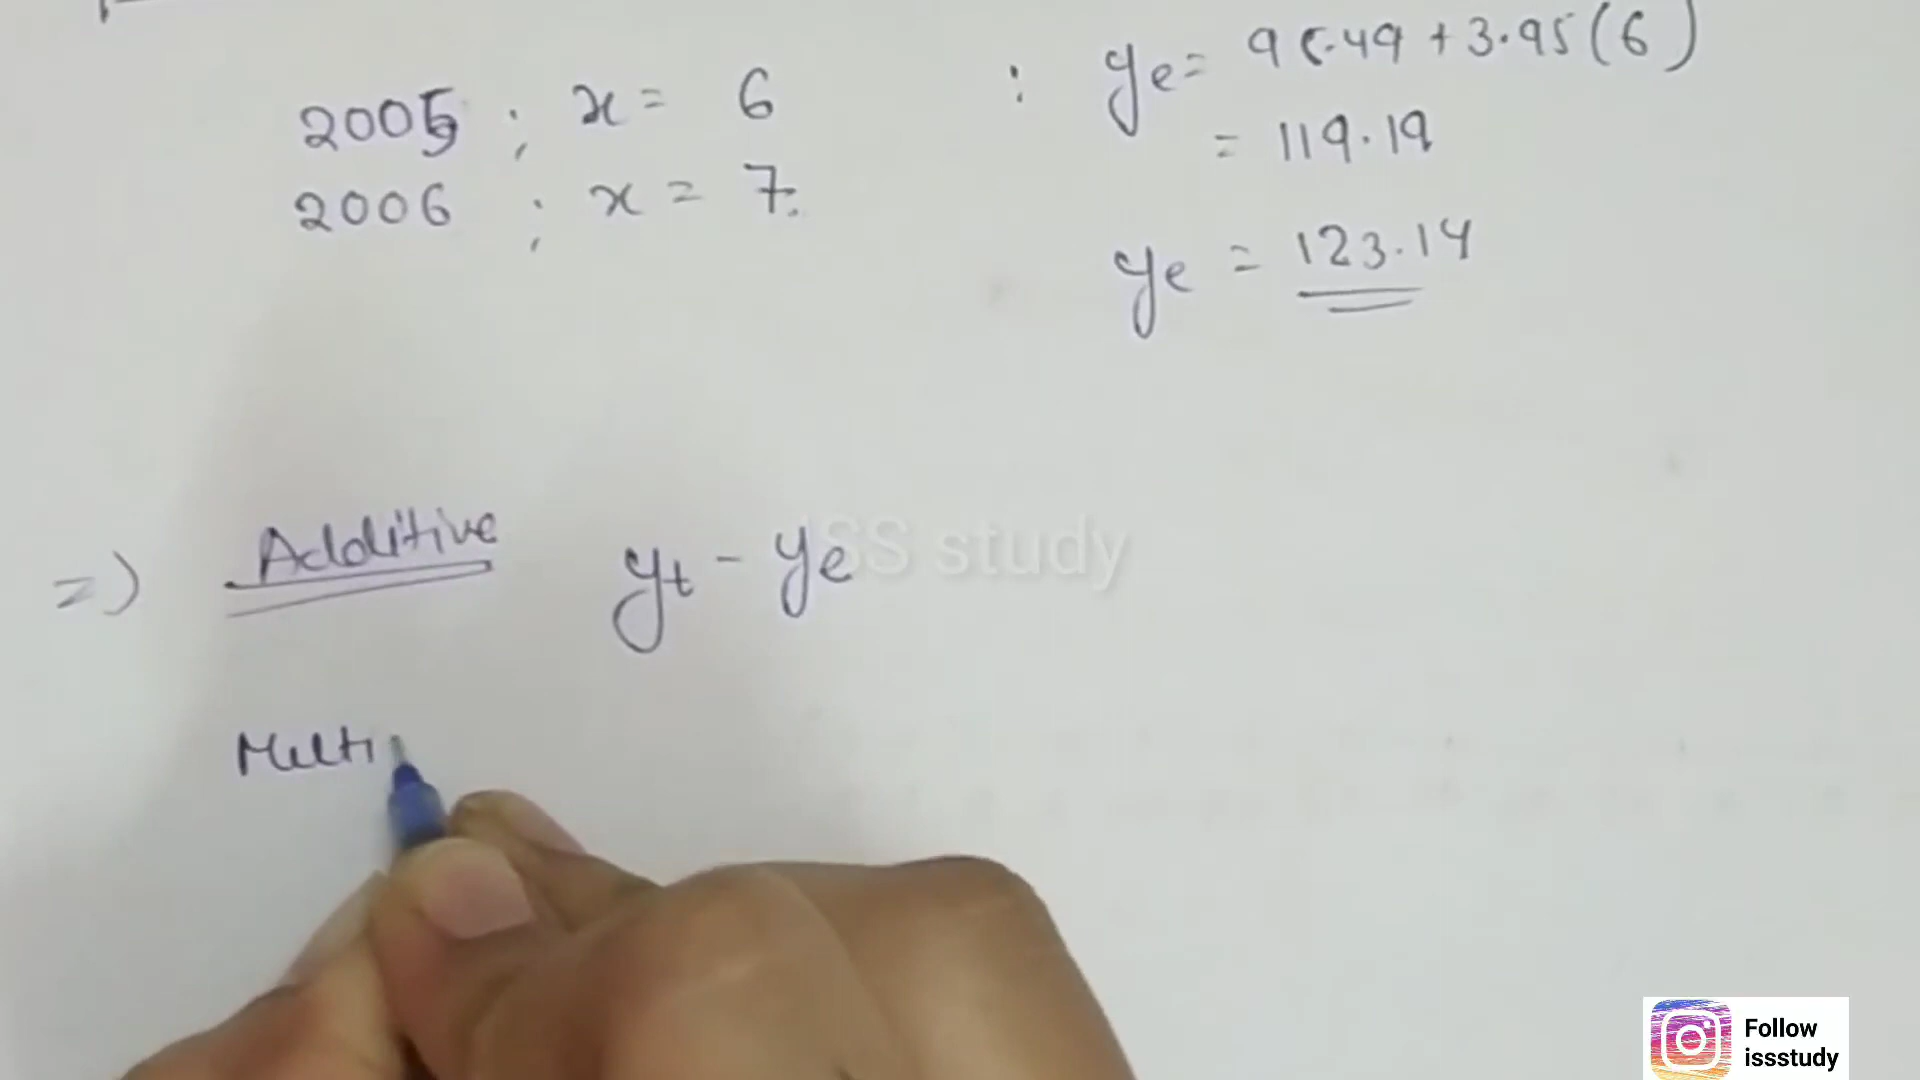 2005 ; x = 6 : ye = 95.49 + 3.95 (6)
= 119.19
2006 ; x = 7.
ye = 123.14
=) Additive yt - ye
ISS study
Multi
Follow
issstudy